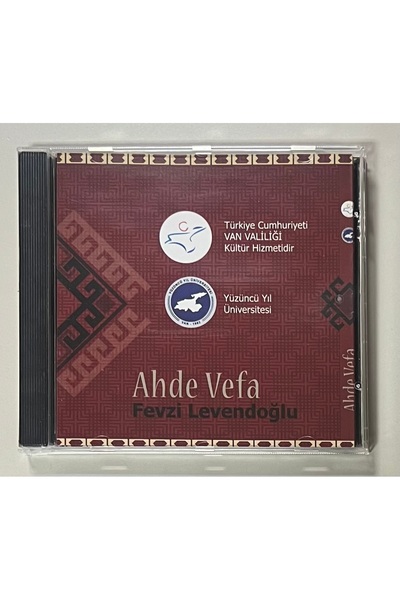 Türkiye Cumhuriyeti
VAN VALİLİĞİ
Kültür Hizmetidir
Yüzüncü Yıl
Üniversitesi
Ahde Vefa
Fevzi Levendoğlu
Ahde Vefa